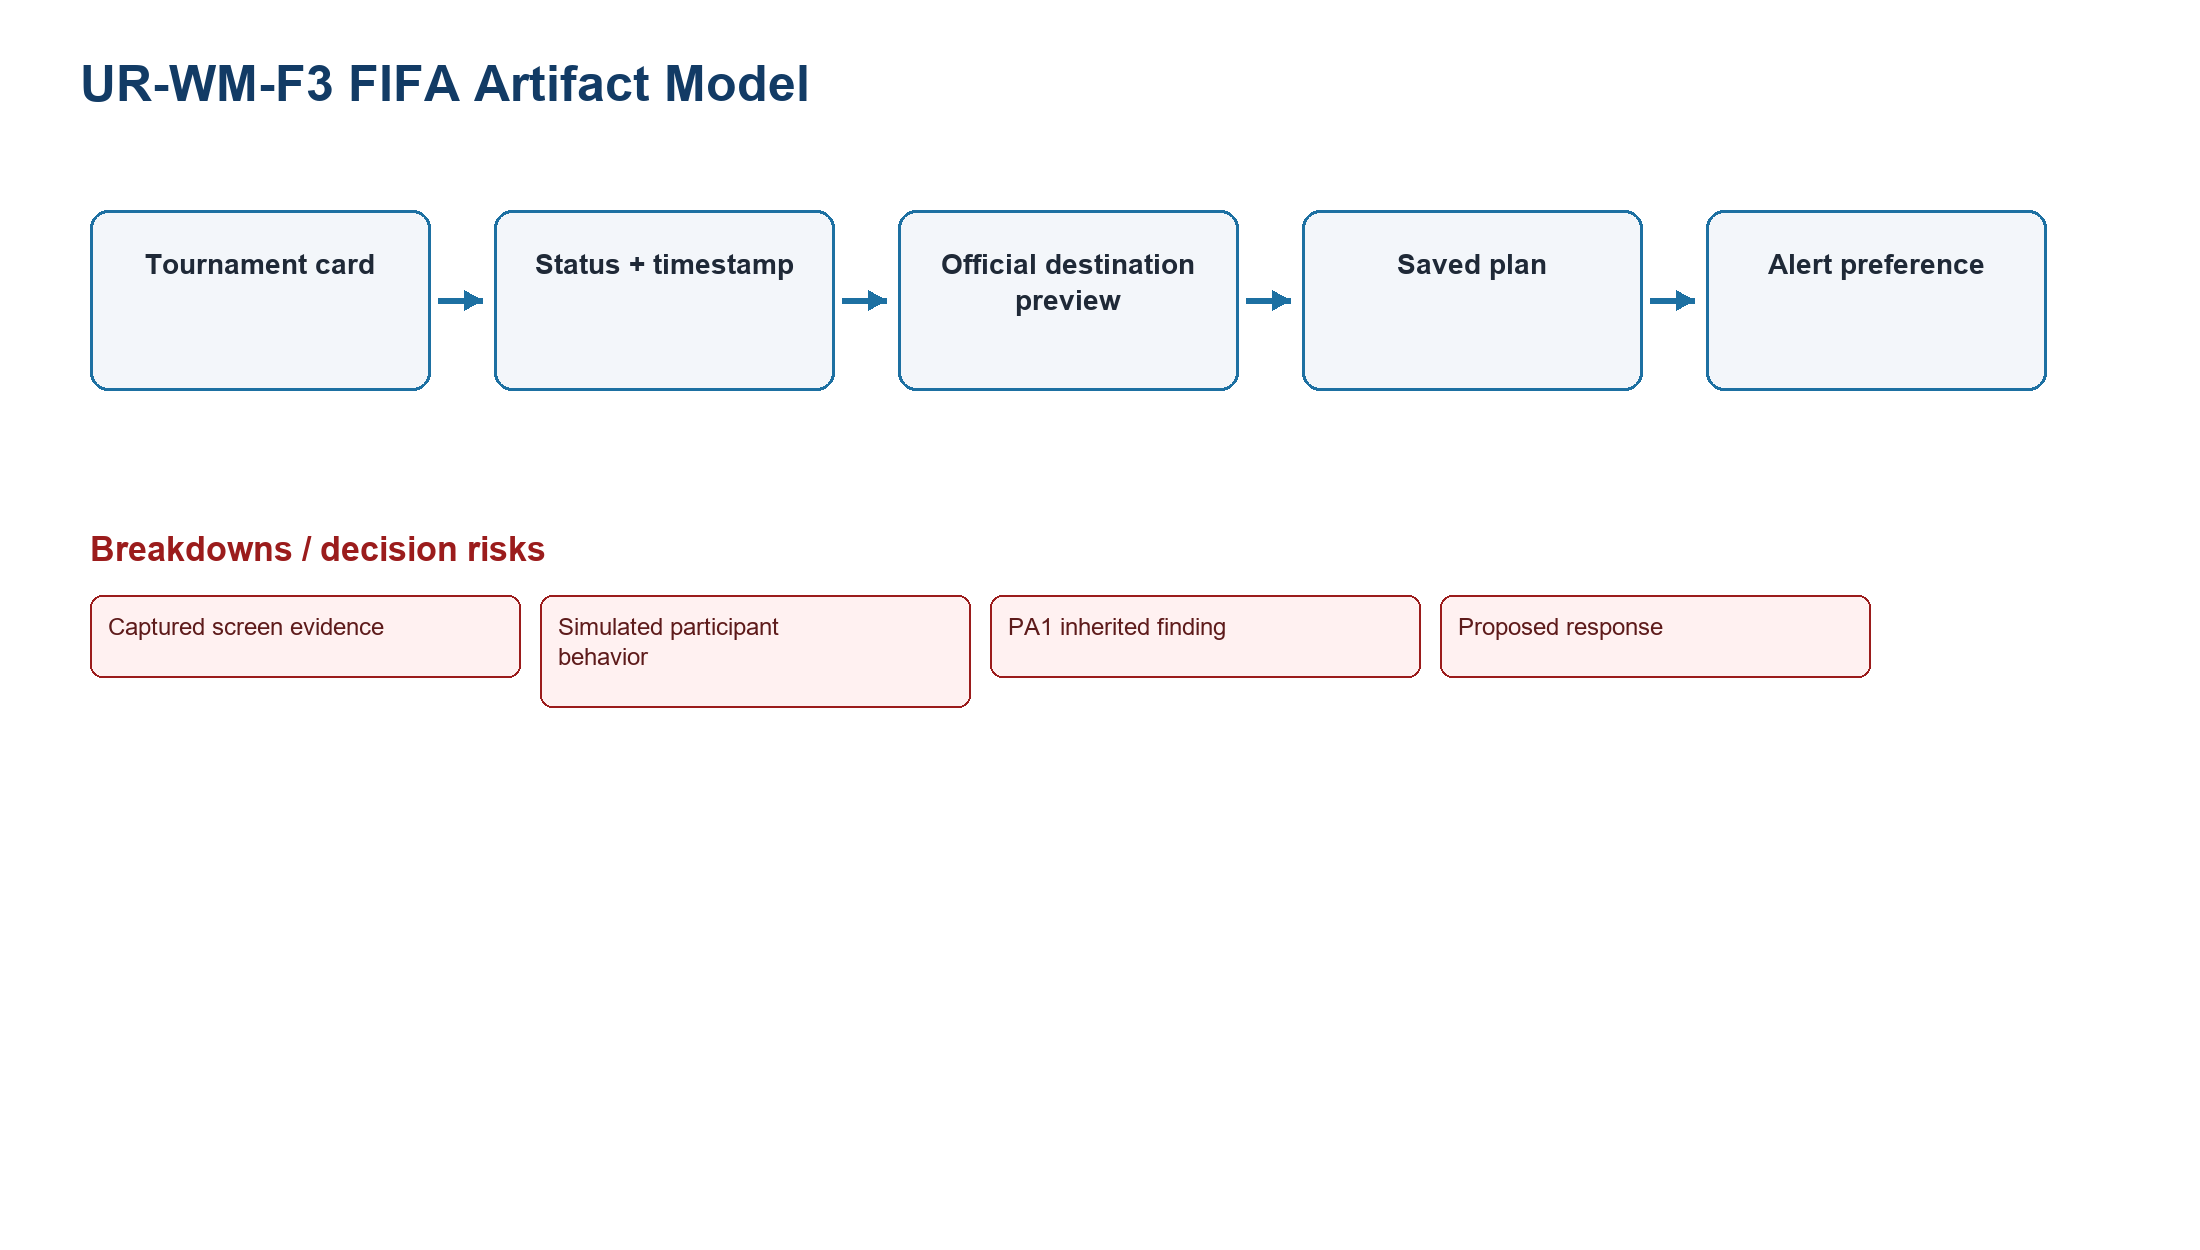 UR-WM-F3 FIFA Artifact Model
Tournament card
Status + timestamp
Official destination
preview
Saved plan
Alert preference
Breakdowns / decision risks
Captured screen evidence
Simulated participant
behavior
PA1 inherited finding
Proposed response